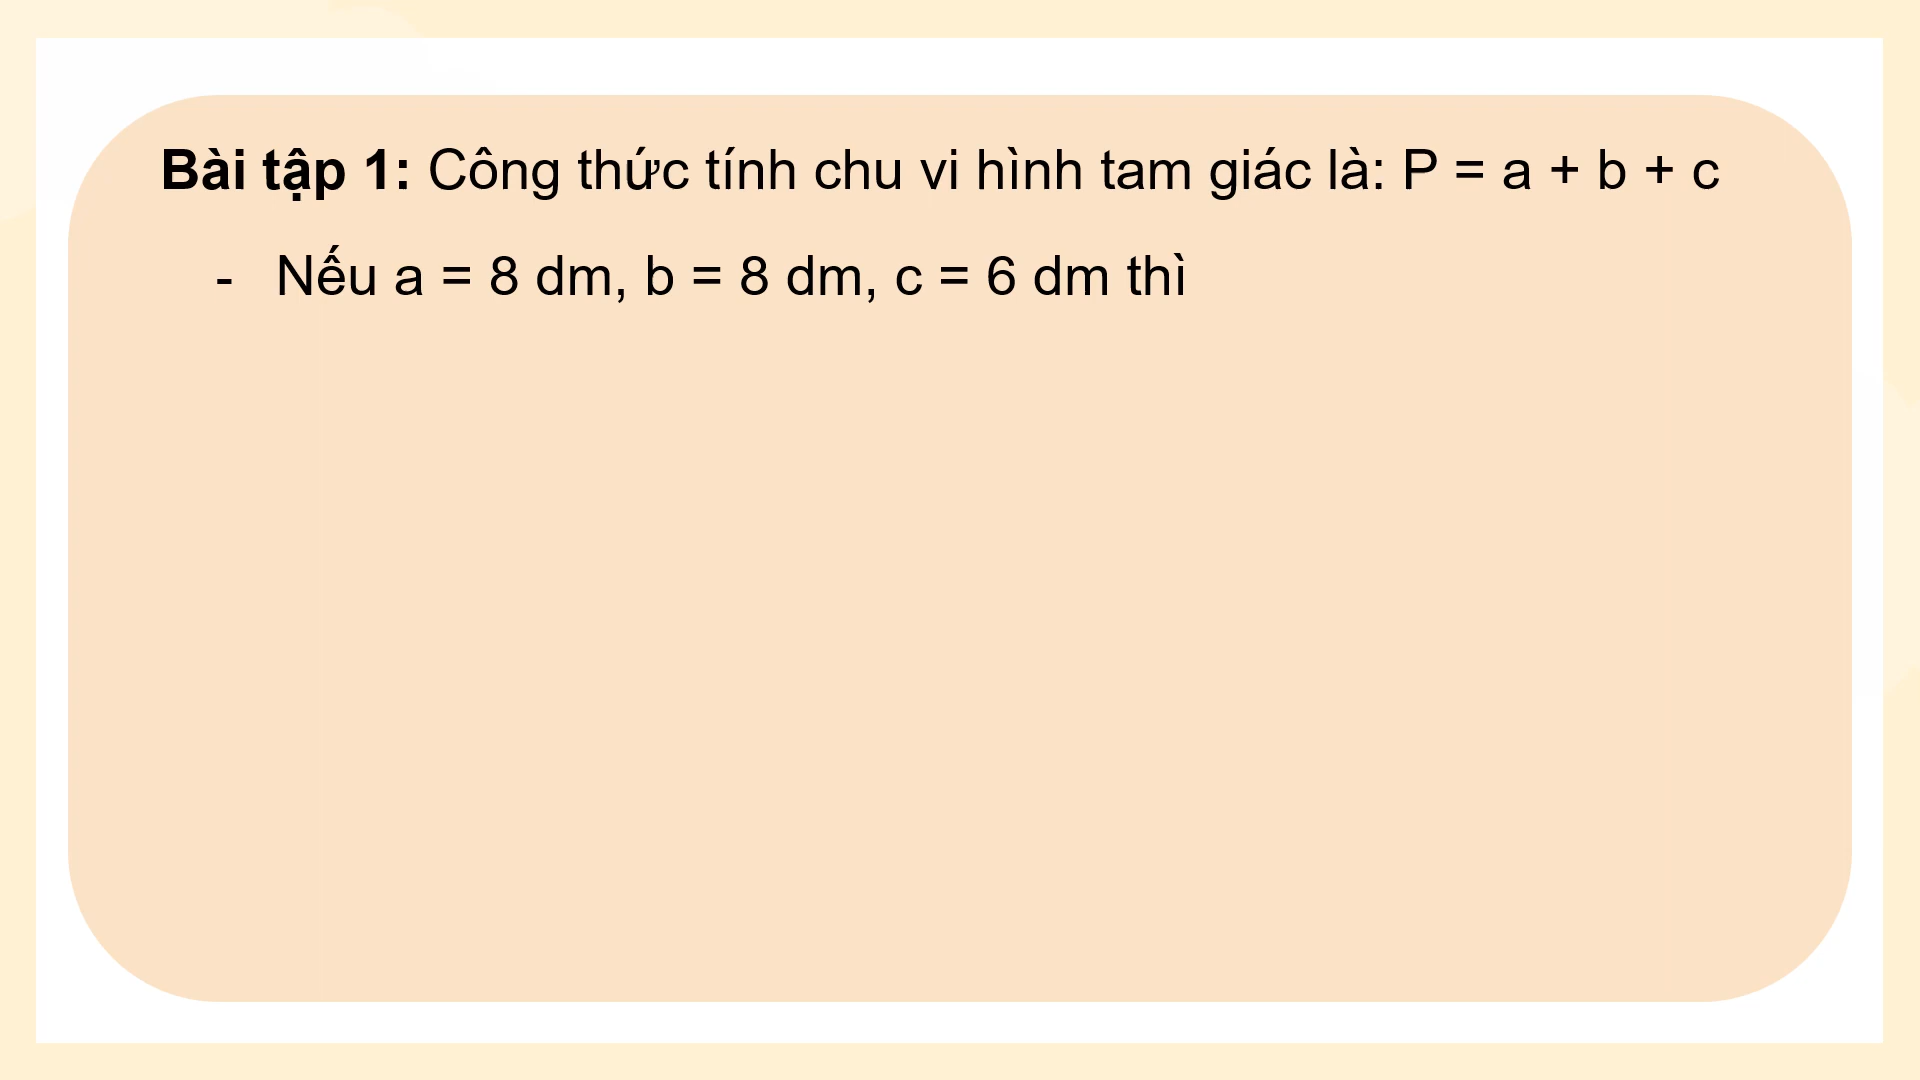 Bài tập 1: Công thức tính chu vi hình tam giác là: P = a + b + c
- Nếu a = 8 dm, b = 8 dm, c = 6 dm thì